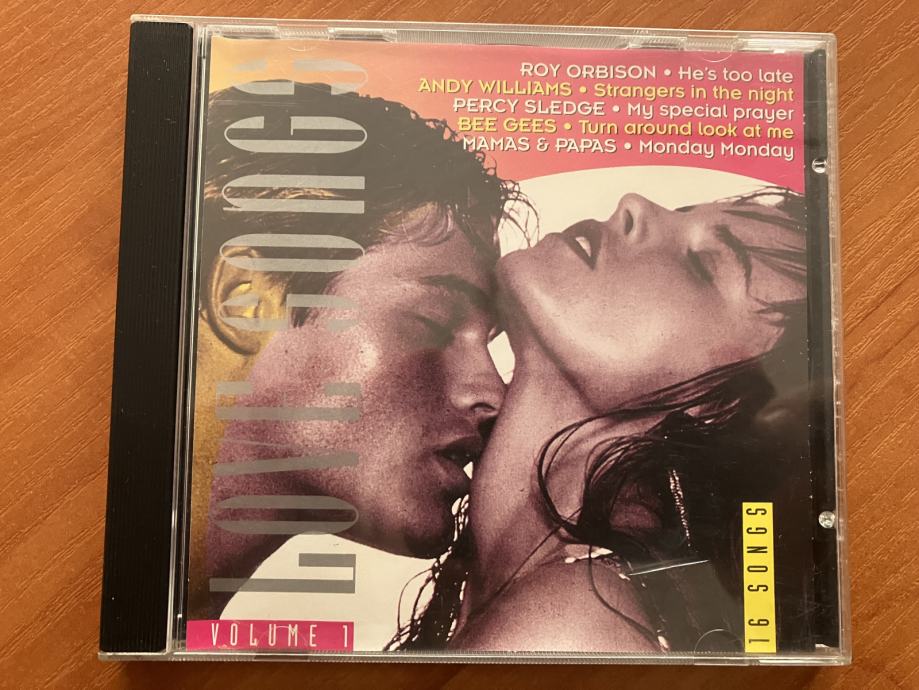 ROY ORBISON • He's too late
ANDY WILLIAMS • Strangers in the night
PERCY SLEDGE • My special prayer
BEE GEES • Turn around look at me
MAMAS & PAPAS • Monday Monday
LOVE SONGS
VOLUME 1
16 SONGS